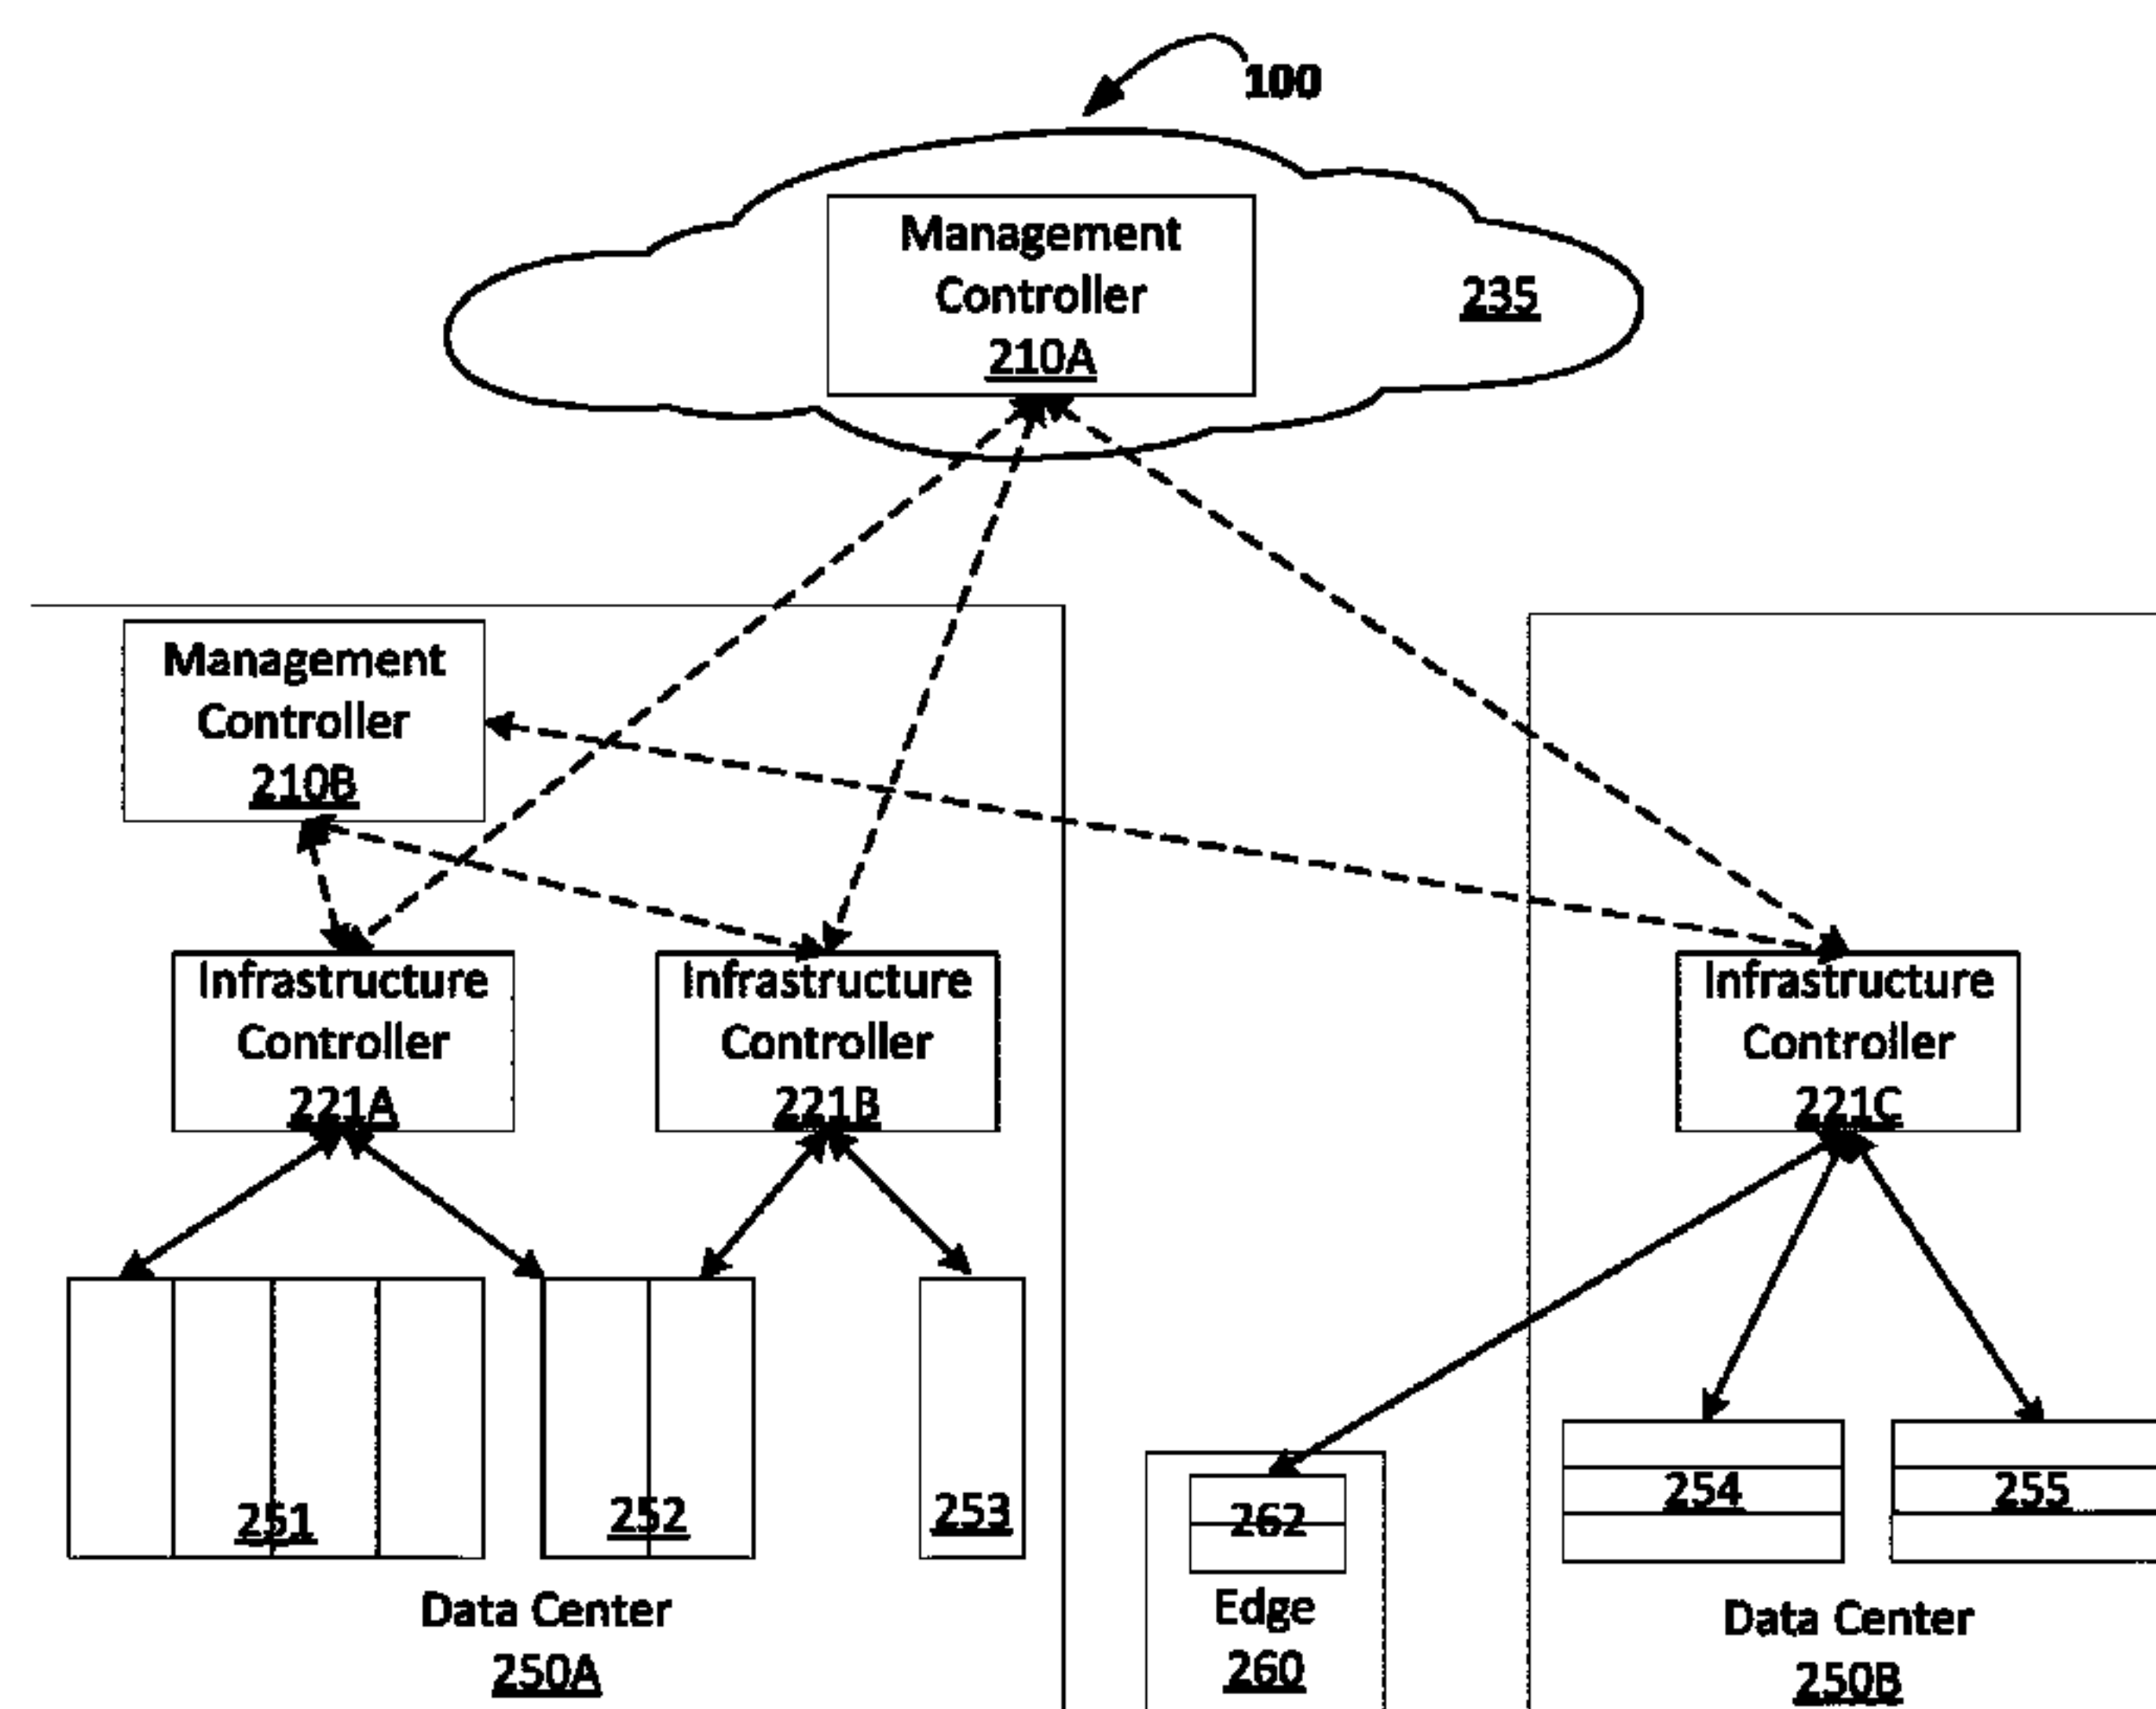 100
Management
Controller
210A
235
Management
Controller
210B
Infrastructure
Controller
221A
Infrastructure
Controller
221B
Infrastructure
Controller
221C
251
252
253
262
254
255
Data Center
250A
Edge
260
Data Center
250B